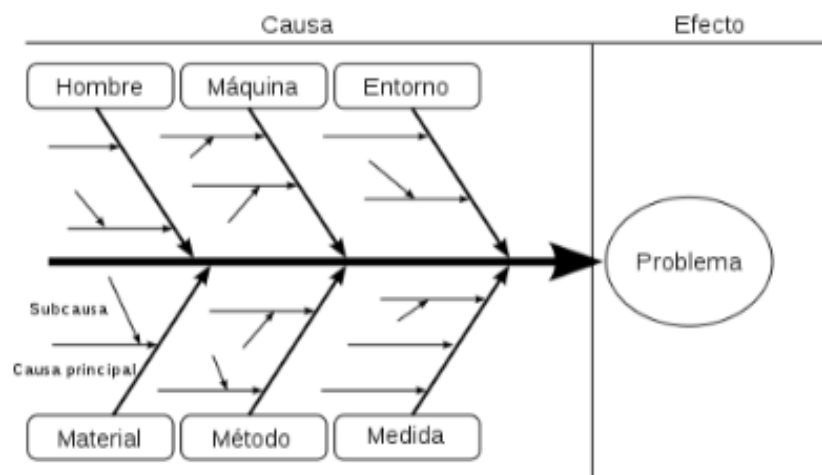 Causa
Efecto
Hombre
Máquina
Entorno
Problema
Subcausa
Causa principal
Material
Método
Medida